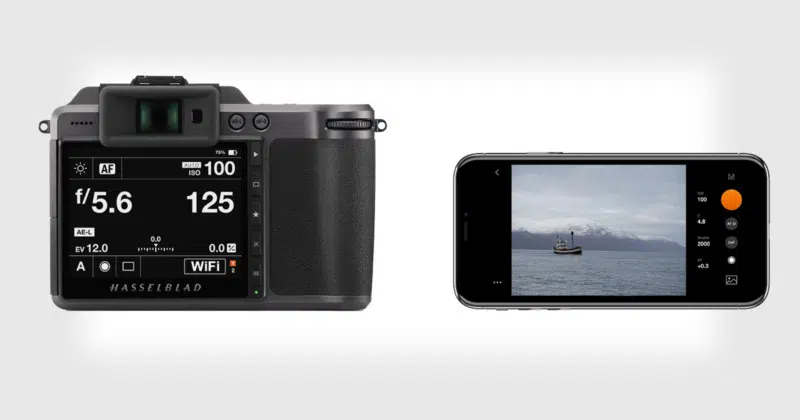 75%
AF AUTO ISO 100
f/5.6 125
AE-L
EV 12.0 0.0 0.0
A WiFi
HASSELBLAD
M
100
4.8
Shutter
2000
+0.3